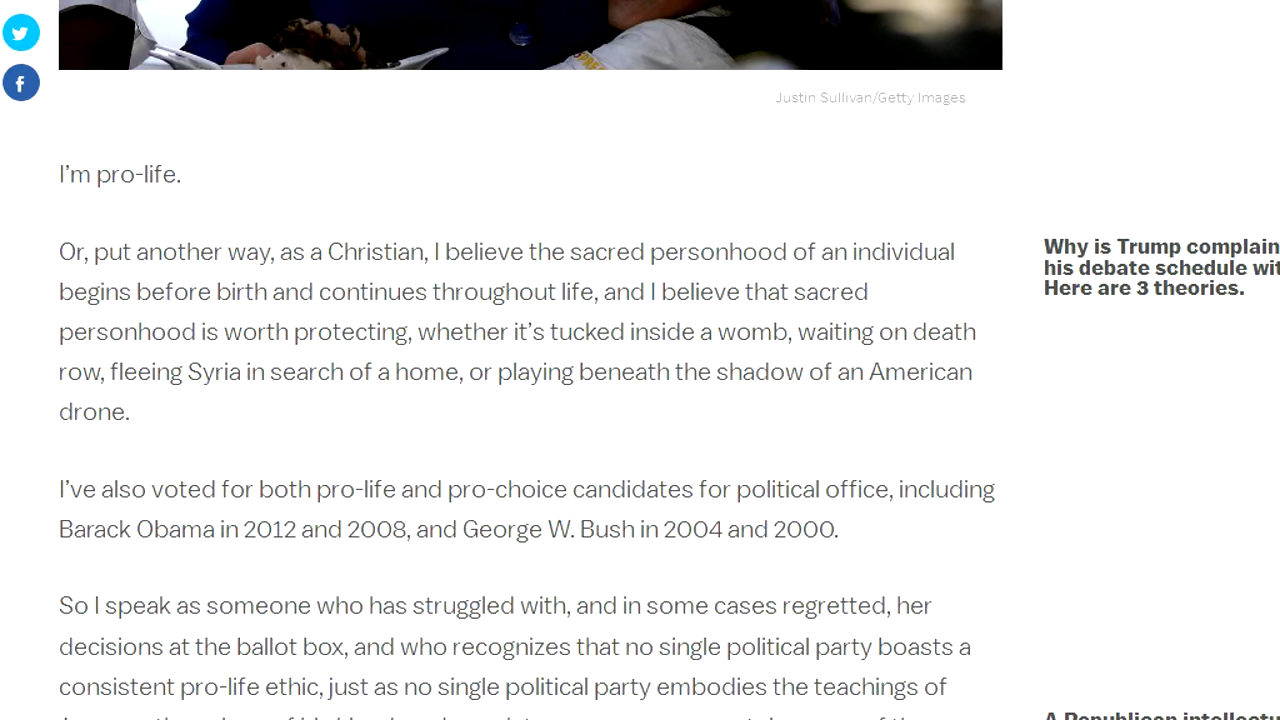 Justin Sullivan/Getty Images
I'm pro-life.
Or, put another way, as a Christian, I believe the sacred personhood of an individual
begins before birth and continues throughout life, and I believe that sacred
personhood is worth protecting, whether it's tucked inside a womb, waiting on death
row, fleeing Syria in search of a home, or playing beneath the shadow of an American
drone.
I've also voted for both pro-life and pro-choice candidates for political office, including
Barack Obama in 2012 and 2008, and George W. Bush in 2004 and 2000.
So I speak as someone who has struggled with, and in some cases regretted, her
decisions at the ballot box, and who recognizes that no single political party boasts a
consistent pro-life ethic, just as no single political party embodies the teachings of
Why is Trump complain
his debate schedule wit
Here are 3 theories.
A Republican intellectu